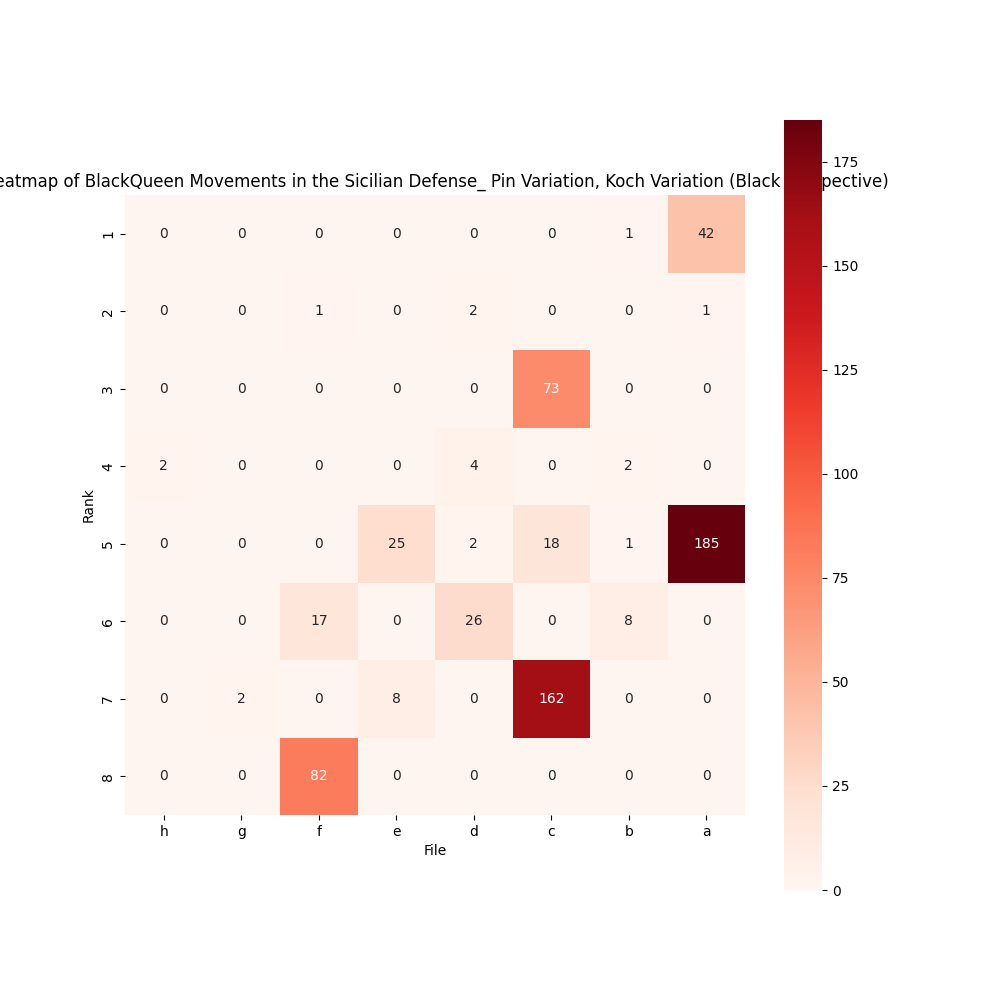 eatmap of BlackQueen Movements in the Sicilian Defense_ Pin Variation, Koch Variation (Black pective)
175
150
125
100
75
50
25
0
Rank
1 0 0 0 0 0 0 1 42
2 0 0 1 0 2 0 0 1
3 0 0 0 0 0 73 0 0
4 2 0 0 0 4 0 2 0
5 0 0 0 25 2 18 1 185
6 0 0 17 0 26 0 8 0
7 0 2 0 8 0 162 0 0
8 0 0 82 0 0 0 0 0
h g f e d c b a
File